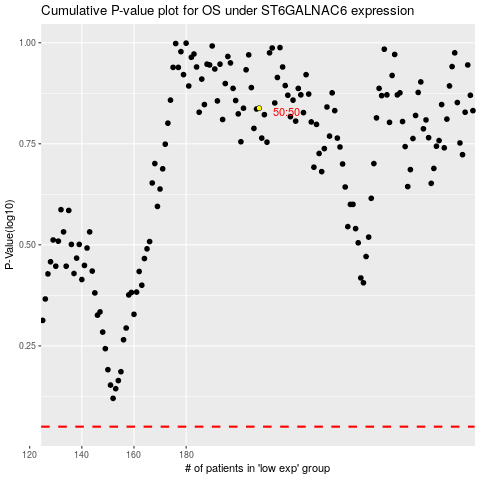 Cumulative P-value plot for OS under ST6GALNAC6 expression
1.00
0.75
0.50
0.25
P-Value(log10)
50:50
120 140 160 180
# of patients in 'low exp' group